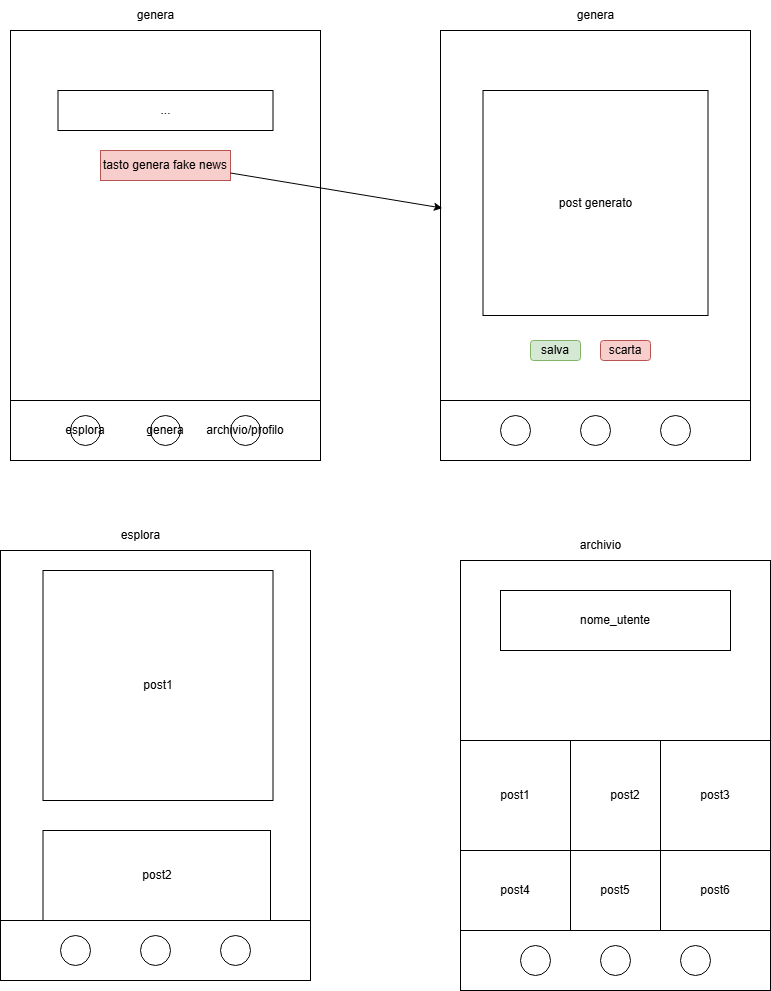 genera
...
tasto genera fake news
esplora
genera
archivio/profilo
genera
post generato
salva
scarta
esplora
post1
post2
archivio
nome_utente
post1
post2
post3
post4
post5
post6